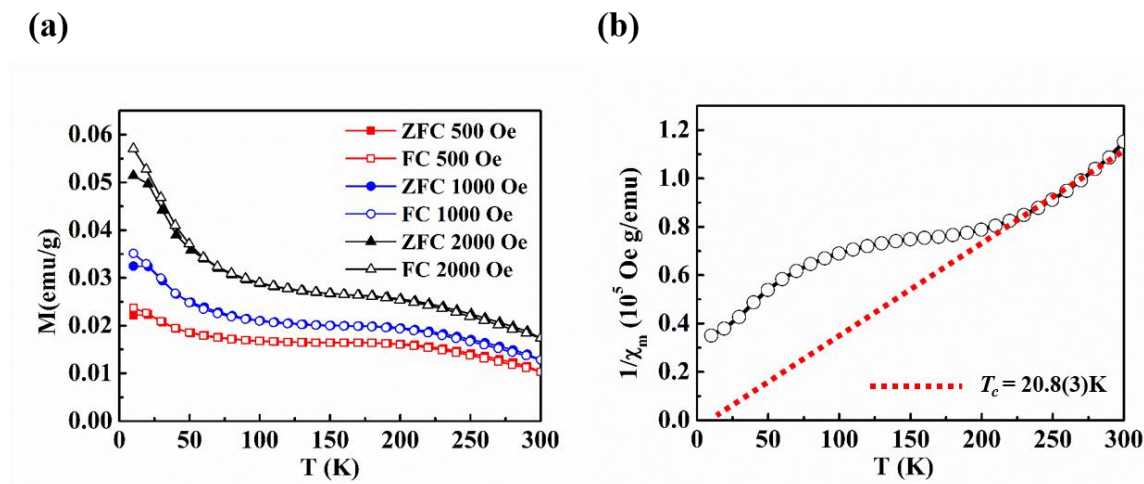 (a)
(b)
0.06
0.05
0.04
0.03
0.02
0.01
0.00
M(emu/g)
ZFC 500 Oe
FC 500 Oe
ZFC 1000 Oe
FC 1000 Oe
ZFC 2000 Oe
FC 2000 Oe
0 50 100 150 200 250 300
T (K)
1.2
1.0
0.8
0.6
0.4
0.2
0.0
1/χm (10⁵ Oe g/emu)
Tc = 20.8(3)K
0 50 100 150 200 250 300
T (K)